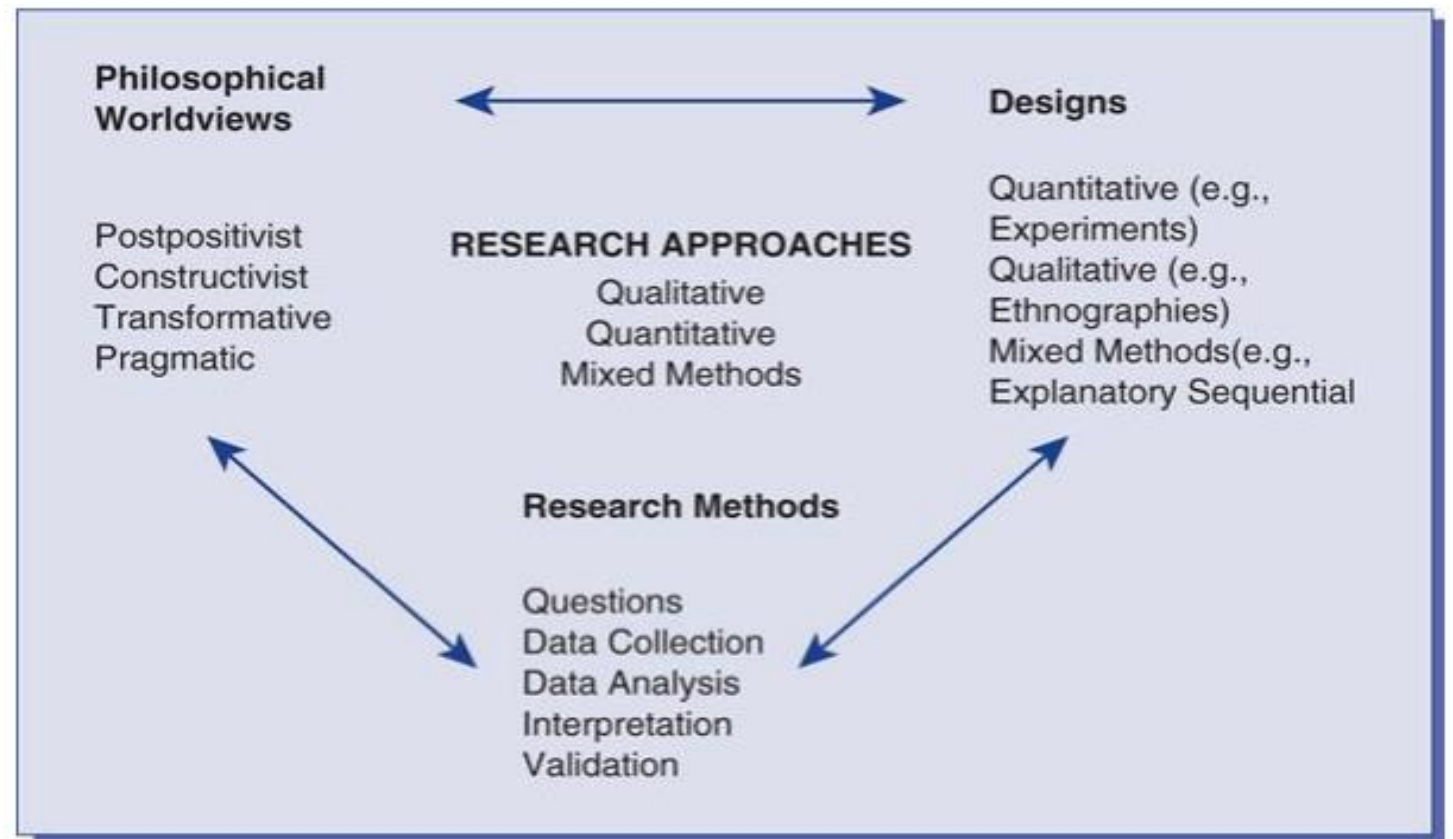 Philosophical
Worldviews
Postpositivist
Constructivist
Transformative
Pragmatic
RESEARCH APPROACHES
Qualitative
Quantitative
Mixed Methods
Designs
Quantitative (e.g.,
Experiments)
Qualitative (e.g.,
Ethnographies)
Mixed Methods(e.g.,
Explanatory Sequential
Research Methods
Questions
Data Collection
Data Analysis
Interpretation
Validation